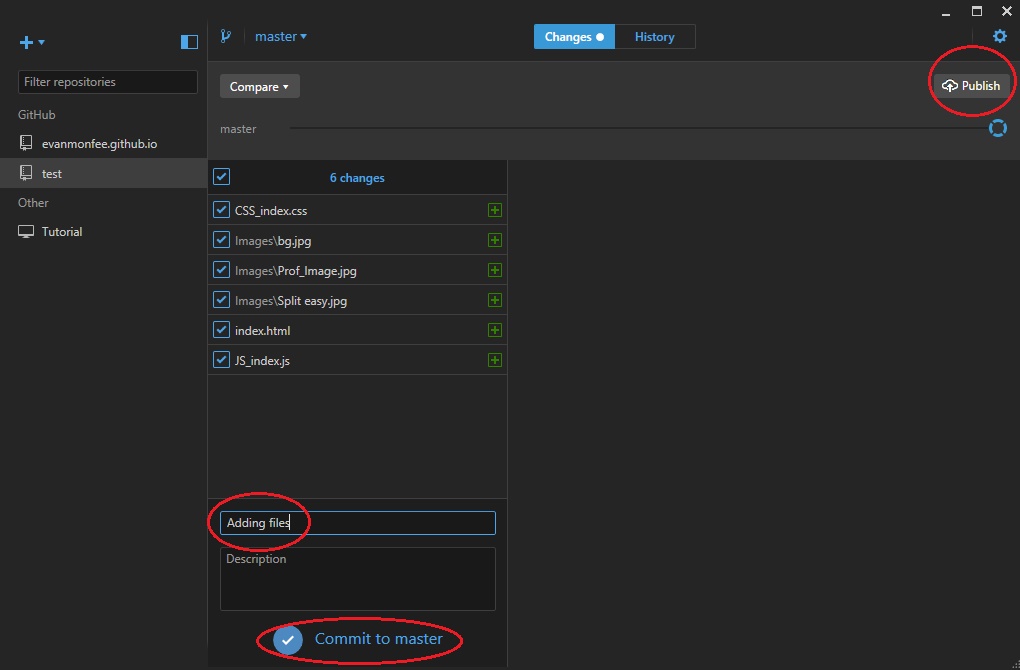 master
Changes
History
Filter repositories
Compare
Publish
GitHub
master
evanmonfee.github.io
test
6 changes
Other
CSS_index.css
Tutorial
Images\bg.jpg
Images\Prof_Image.jpg
Images\Split easy.jpg
index.html
JS_index.js
Adding files
Description
Commit to master